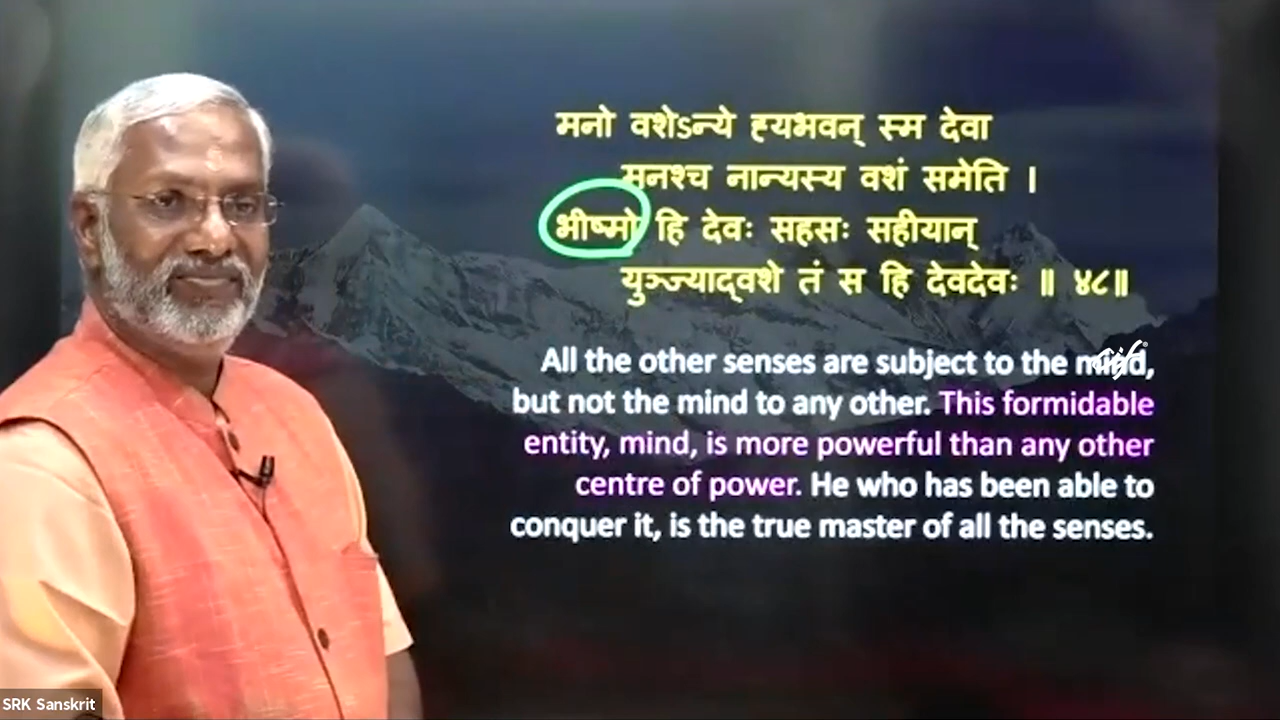 मनो वशेऽन्ये ह्यभवन् स्म देवा
मनश्च नान्यस्य वशं समेति ।
भीष्मो हि देवः सहसः सहीयान्
युञ्ज्याद्वशे तं स हि देवदेवः ॥ ४८॥
All the other senses are subject to the mind,
but not the mind to any other. This formidable
entity, mind, is more powerful than any other
centre of power. He who has been able to
conquer it, is the true master of all the senses.
SRK Sanskrit